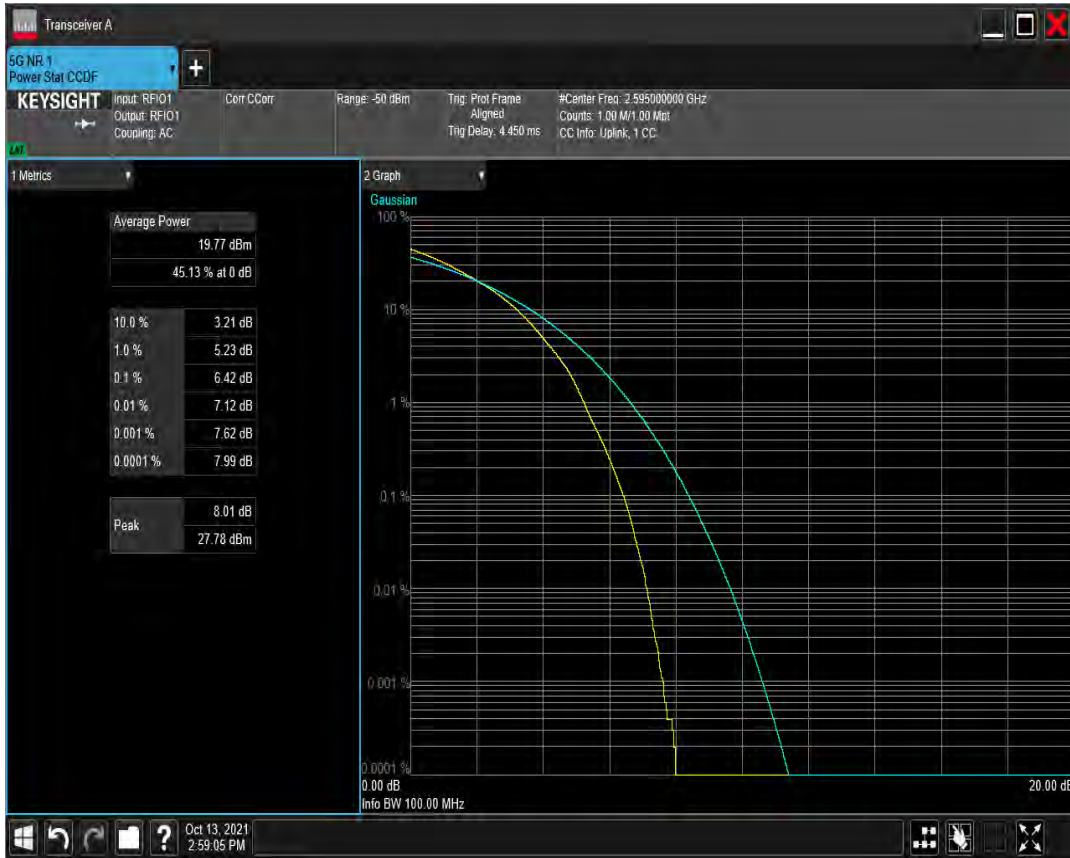 Transceiver A
5G NR 1
Power Stat CCDF
+
KEYSIGHT
Input: RFIO1
Output: RFIO1
Coupling: AC
Corr CCorr
Range: -50 dBm
Trig: Prot Frame
Aligned
Trig Delay: 4.450 ms
#Center Freq: 2.595000000 GHz
Counts: 1.00 M/1.00 Mpt
CC Info: Uplink, 1 CC
1 Metrics
Average Power
19.77 dBm
45.13 % at 0 dB
10.0 % 3.21 dB
1.0 % 5.23 dB
0.1 % 6.42 dB
0.01 % 7.12 dB
0.001 % 7.62 dB
0.0001 % 7.99 dB
Peak
8.01 dB
27.78 dBm
2 Graph
Gaussian
100 %
10 %
1 %
0.1 %
0.01 %
0.001 %
0.0001 %
0.00 dB 20.00 dB
Info BW 100.00 MHz
? Oct 13, 2021
2:59:05 PM